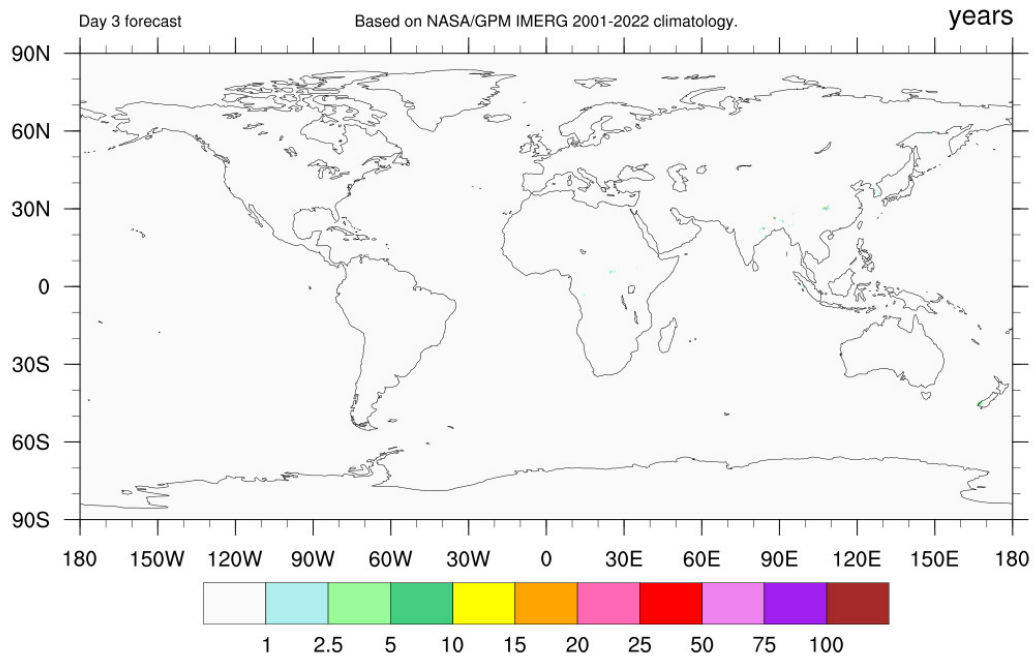 Day 3 forecast Based on NASA/GPM IMERG 2001-2022 climatology. years
90N
60N
30N
0
30S
60S
90S
180 150W 120W 90W 60W 30W 0 30E 60E 90E 120E 150E 180
1 2.5 5 10 15 20 25 50 75 100